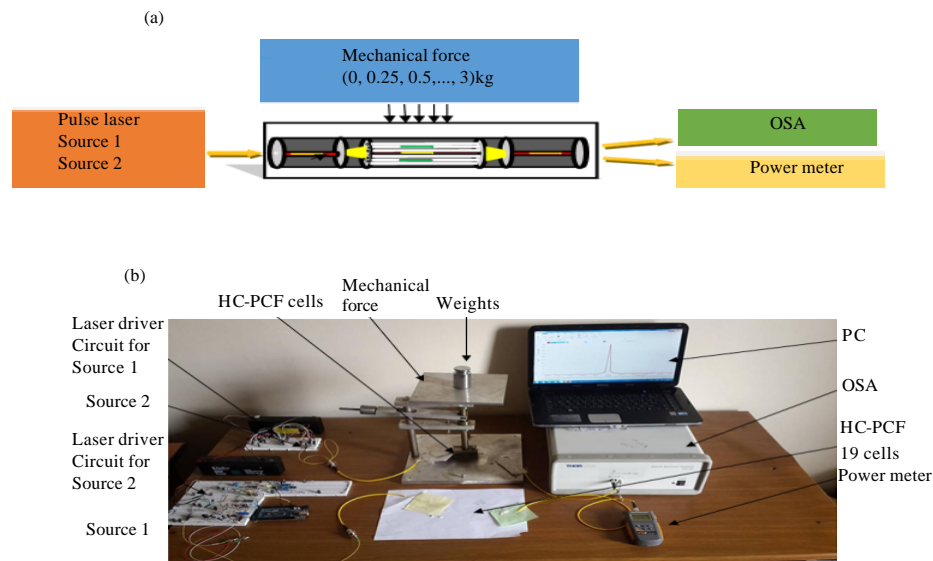 (a)
Mechanical force
(0, 0.25, 0.5,..., 3)kg
Pulse laser
Source 1
Source 2
OSA
Power meter
(b)
HC-PCF cells
Mechanical
force
Weights
Laser driver
Circuit for
Source 1
Source 2
Laser driver
Circuit for
Source 2
Source 1
PC
OSA
HC-PCF
19 cells
Power meter